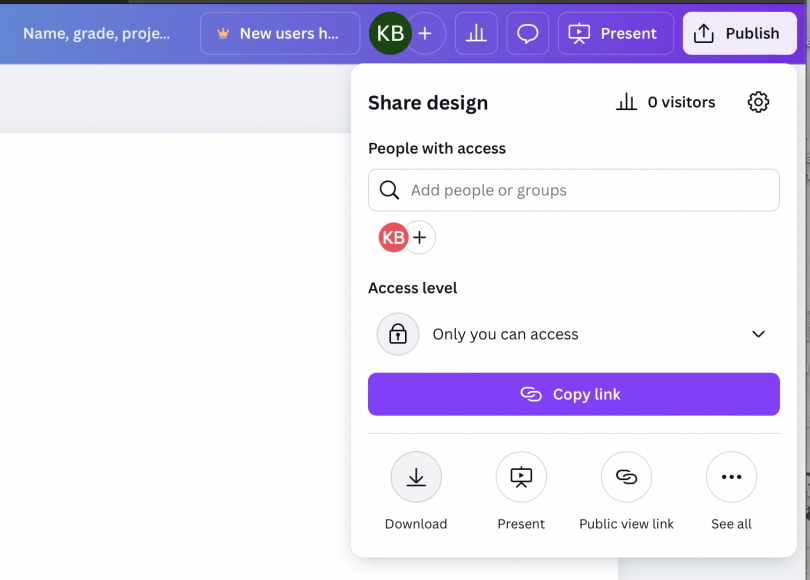 Name, grade, proje...
New users h...
KB
Present
Publish
Share design
0 visitors
People with access
Add people or groups
KB
Access level
Only you can access
Copy link
Download
Present
Public view link
See all